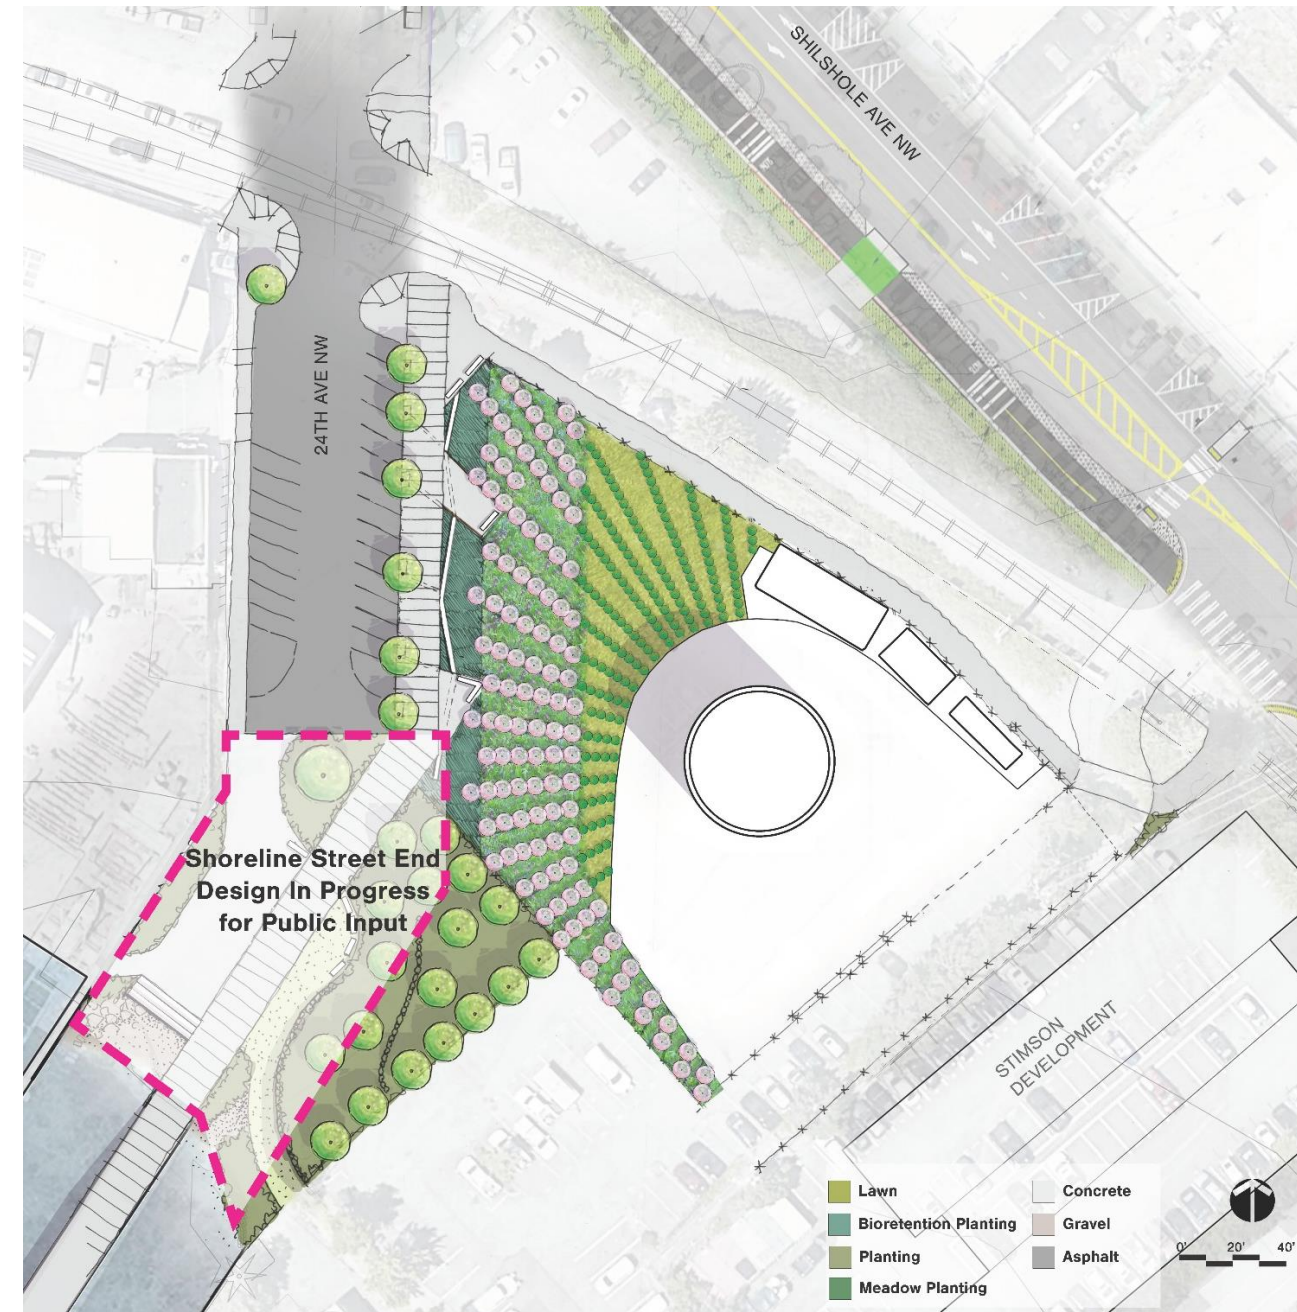 SHILSHOLE AVE NW
24TH AVE NW
Shoreline Street End
Design In Progress
for Public Input
STIMSON
DEVELOPMENT
Lawn
Bioretention Planting
Planting
Meadow Planting
Concrete
Gravel
Asphalt
0' 20' 40'